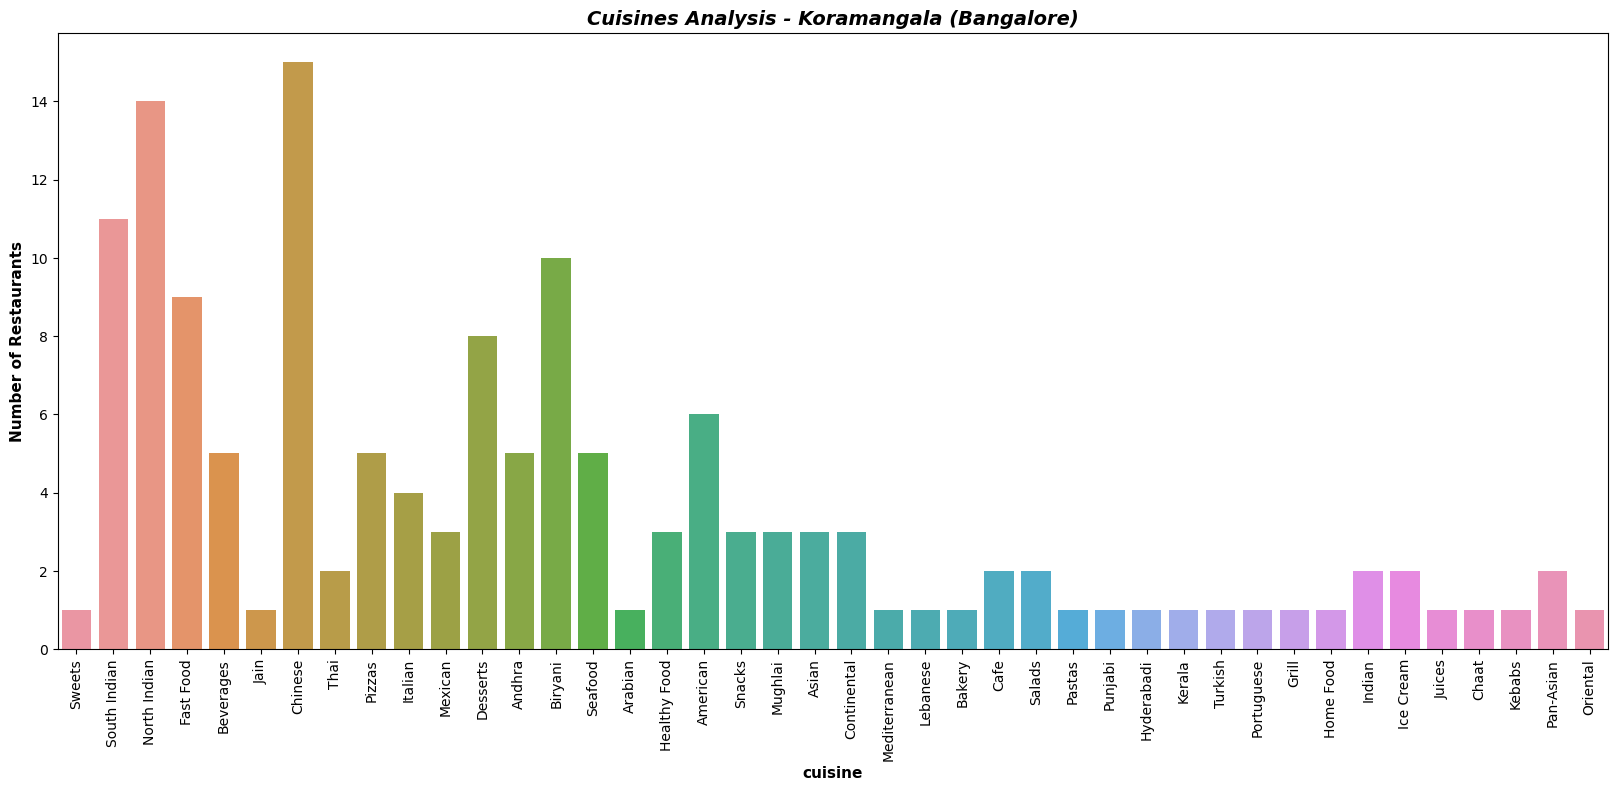 Cuisines Analysis - Koramangala (Bangalore)
Number of Restaurants
14
12
10
8
6
4
2
0
Sweets
South Indian
North Indian
Fast Food
Beverages
Jain
Chinese
Thai
Pizzas
Italian
Mexican
Desserts
Andhra
Biryani
Seafood
Arabian
Healthy Food
American
Snacks
Mughlai
Asian
Continental
Mediterranean
Lebanese
Bakery
Cafe
Salads
Pastas
Punjabi
Hyderabadi
Kerala
Turkish
Portuguese
Grill
Home Food
Indian
Ice Cream
Juices
Chaat
Kebabs
Pan-Asian
Oriental
cuisine